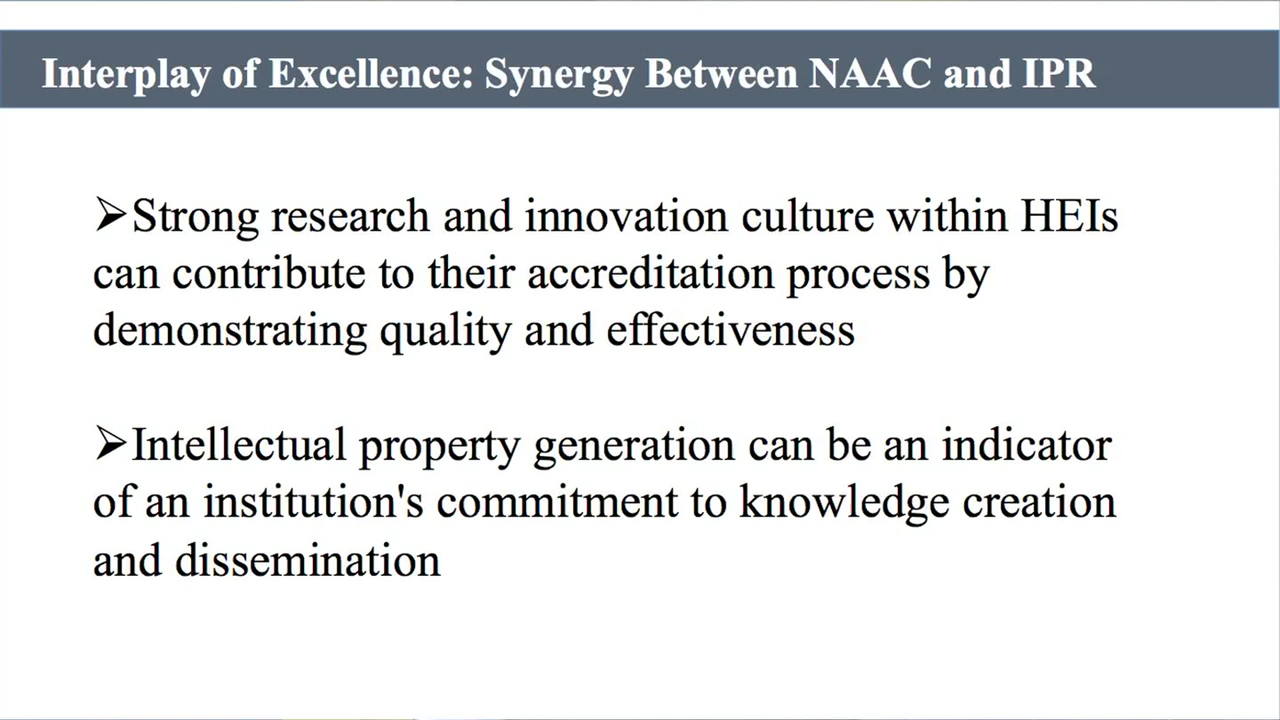 Interplay of Excellence: Synergy Between NAAC and IPR
➢Strong research and innovation culture within HEIs
can contribute to their accreditation process by
demonstrating quality and effectiveness
➢Intellectual property generation can be an indicator
of an institution's commitment to knowledge creation
and dissemination